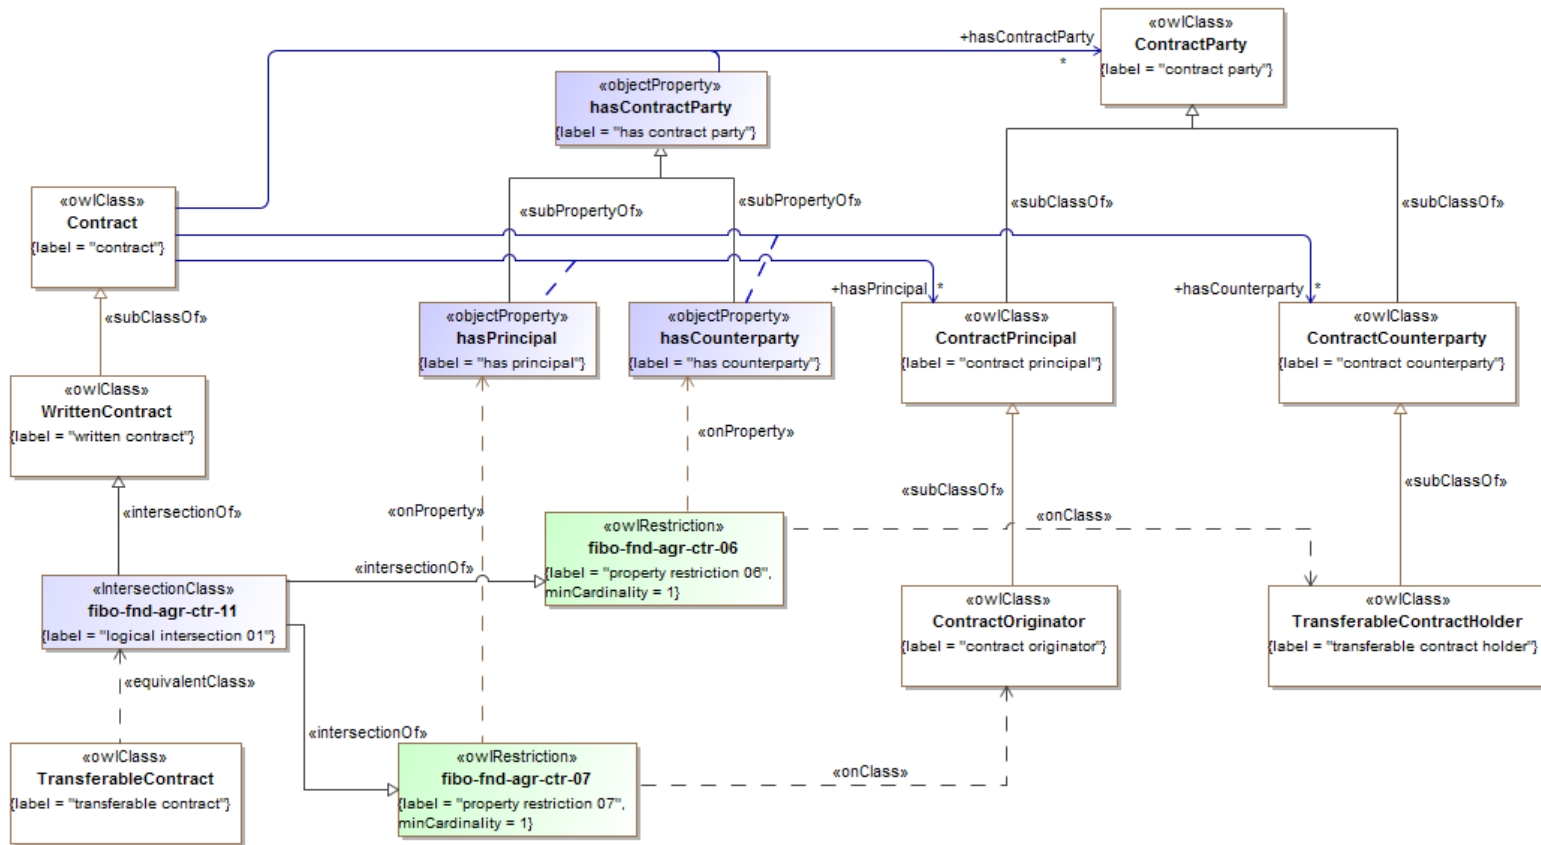 «owlClass»
ContractParty
{label = "contract party"}
+hasContractParty
*
«objectProperty»
hasContractParty
{label = "has contract party"}
«owlClass»
Contract
{label = "contract"}
«subPropertyOf»
«subPropertyOf»
«subClassOf»
«subClassOf»
+hasPrincipal
*
+hasCounterparty
*
«subClassOf»
«objectProperty»
hasPrincipal
{label = "has principal"}
«objectProperty»
hasCounterparty
{label = "has counterparty"}
«owlClass»
ContractPrincipal
{label = "contract principal"}
«owlClass»
ContractCounterparty
{label = "contract counterparty"}
«owlClass»
WrittenContract
{label = "written contract"}
«onProperty»
«subClassOf»
«subClassOf»
«intersectionOf»
«onProperty»
«onClass»
«owlRestriction»
fibo-fnd-agr-ctr-06
{label = "property restriction 06",
minCardinality = 1}
«intersectionOf»
«IntersectionClass»
fibo-fnd-agr-ctr-11
{label = "logical intersection 01"}
«owlClass»
ContractOriginator
{label = "contract originator"}
«owlClass»
TransferableContractHolder
{label = "transferable contract holder"}
«equivalentClass»
«intersectionOf»
«owlClass»
TransferableContract
{label = "transferable contract"}
«owlRestriction»
fibo-fnd-agr-ctr-07
{label = "property restriction 07",
minCardinality = 1}
«onClass»